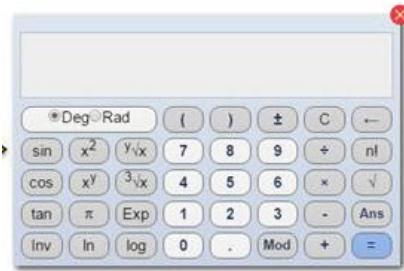 Deg Rad ( ) ± C ←
sin x² ʸ√x 7 8 9 ÷ n!
cos xʸ ³√x 4 5 6 × √
tan π Exp 1 2 3 - Ans
Inv ln log 0 . Mod + =